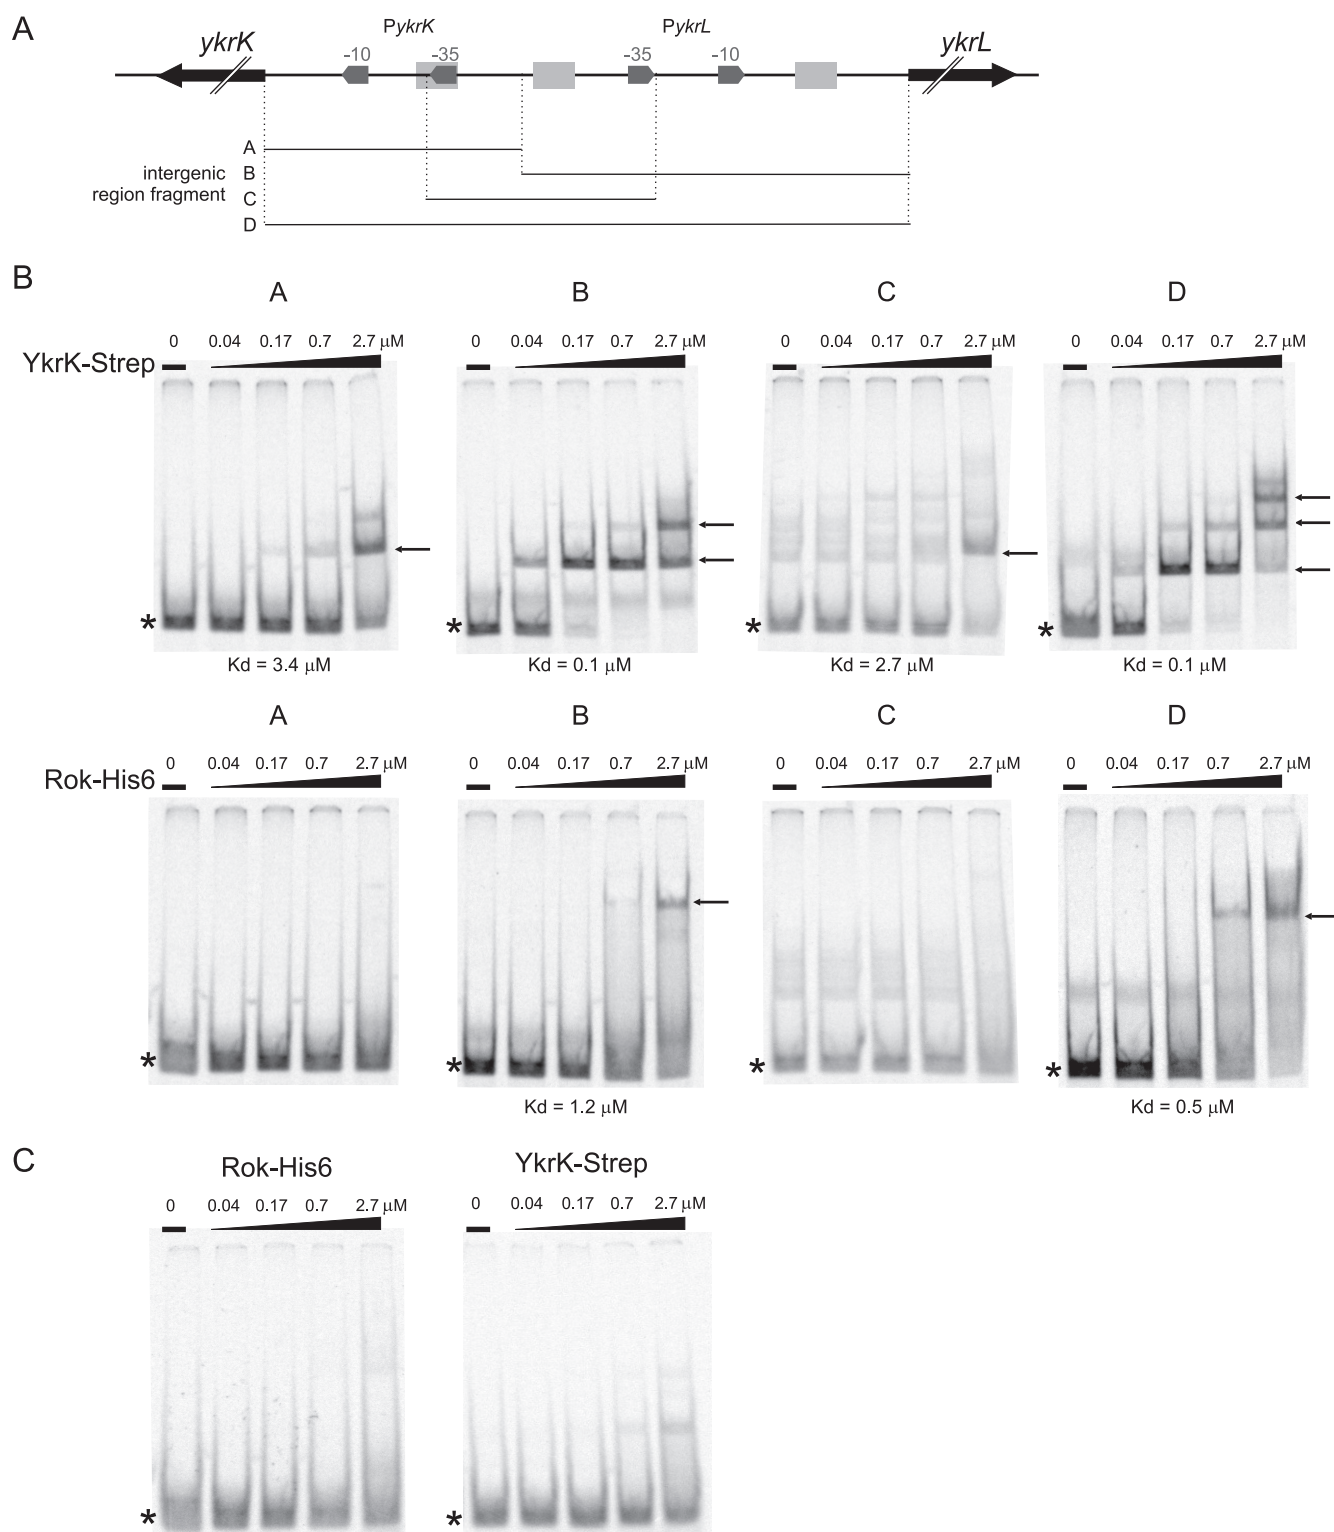 A
PykrK
PykrL
ykrK
ykrL
-10
-35
-35
-10
A
intergenic
region fragment
B
C
D
B
A
B
C
D
YkrK-Strep
0 0.04 0.17 0.7 2.7 μM
0 0.04 0.17 0.7 2.7 μM
0 0.04 0.17 0.7 2.7 μM
0 0.04 0.17 0.7 2.7 μM
*
*
*
*
Kd = 3.4 μM
Kd = 0.1 μM
Kd = 2.7 μM
Kd = 0.1 μM
A
B
C
D
Rok-His6
0 0.04 0.17 0.7 2.7 μM
0 0.04 0.17 0.7 2.7 μM
0 0.04 0.17 0.7 2.7 μM
0 0.04 0.17 0.7 2.7 μM
*
*
*
*
Kd = 1.2 μM
Kd = 0.5 μM
C
Rok-His6
YkrK-Strep
0 0.04 0.17 0.7 2.7 μM
0 0.04 0.17 0.7 2.7 μM
*
*